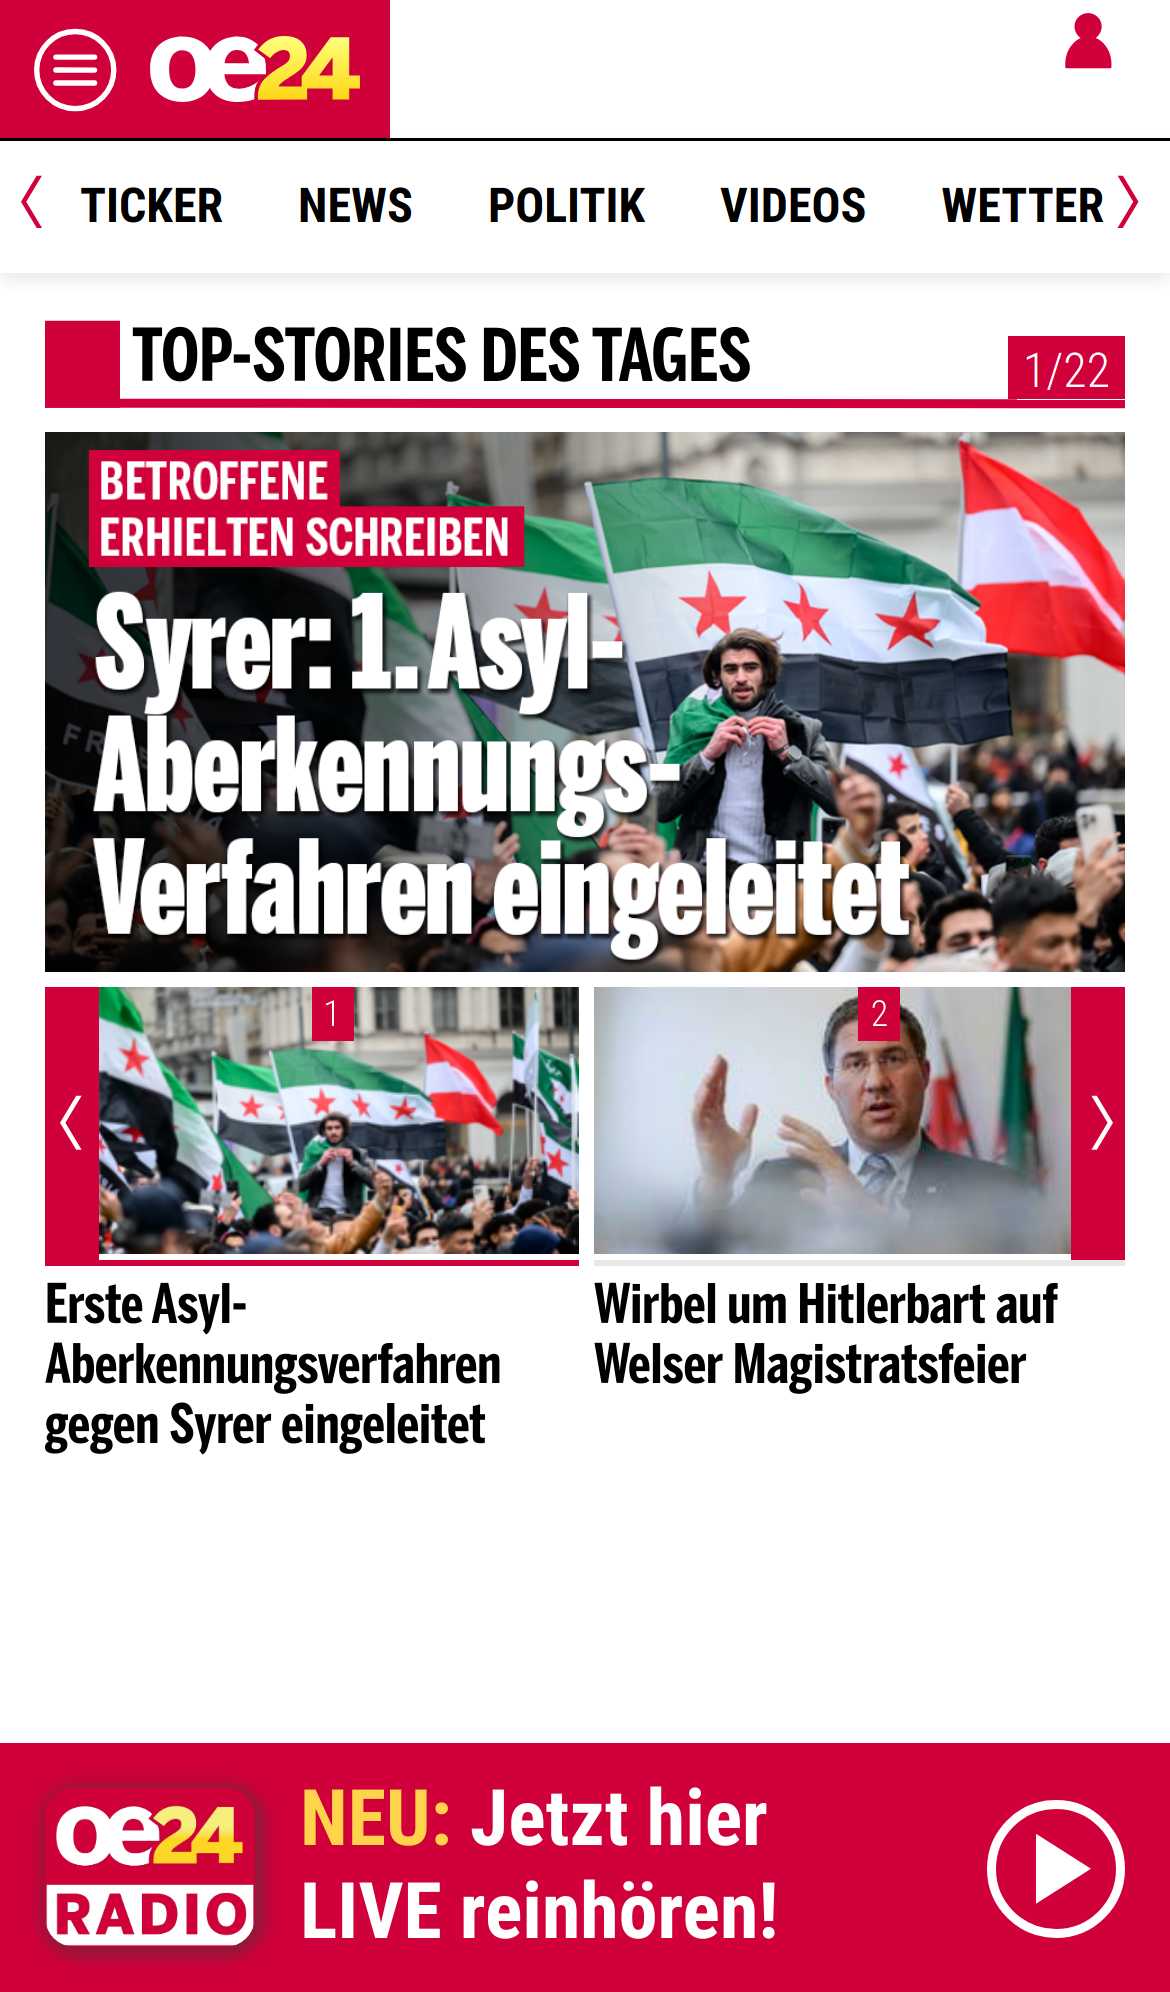 oe24
TICKER NEWS POLITIK VIDEOS WETTER
TOP-STORIES DES TAGES
1/22
BETROFFENE
ERHIELTEN SCHREIBEN
Syrer: 1. Asyl-
Aberkennungs-
Verfahren eingeleitet
1
2
Erste Asyl-
Aberkennungsverfahren
gegen Syrer eingeleitet
Wirbel um Hitlerbart auf
Welser Magistratsfeier
oe24
RADIO
NEU: Jetzt hier
LIVE reinhören!